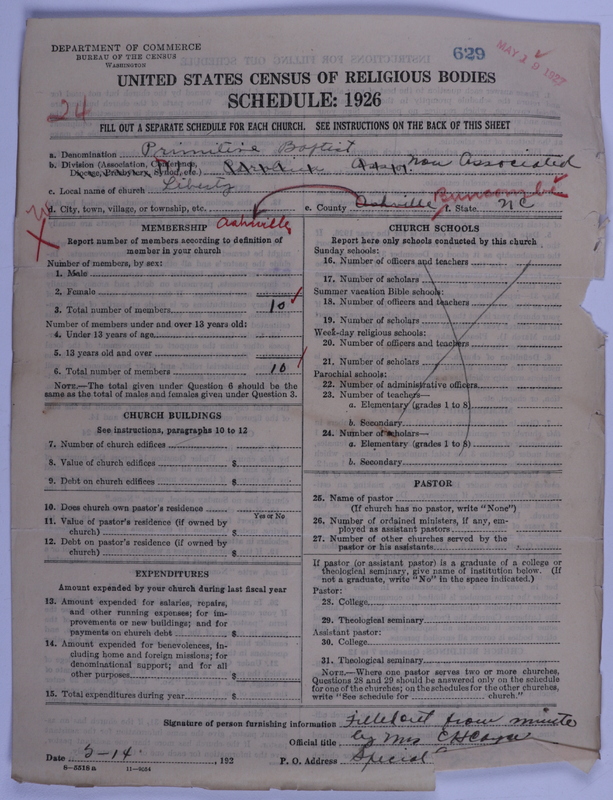 DEPARTMENT OF COMMERCE
BUREAU OF THE CENSUS
WASHINGTON
629
MAY 19 1927
UNITED STATES CENSUS OF RELIGIOUS BODIES
SCHEDULE: 1926
24
FILL OUT A SEPARATE SCHEDULE FOR EACH CHURCH. SEE INSTRUCTIONS ON THE BACK OF THIS SHEET
a. Denomination Primitive Baptist
b. Division (Association, Conference, Diocese, Presbytery, Synod, etc.) Non Associated
c. Local name of church Liberty
d. City, town, village, or township, etc. Ashville
e. County Ashville Buncombe f. State NC
MEMBERSHIP
Report number of members according to definition of member in your church
Number of members, by sex:
1. Male
2. Female
3. Total number of members 10
Number of members under and over 13 years old:
4. Under 13 years of age
5. 13 years old and over
6. Total number of members 10
NOTE.—The total given under Question 6 should be the same as the total of males and females given under Question 3.
CHURCH BUILDINGS
See instructions, paragraphs 10 to 12
7. Number of church edifices
8. Value of church edifices $
9. Debt on church edifices $
10. Does church own pastor's residence
Yes or No
11. Value of pastor's residence (if owned by church) $
12. Debt on pastor's residence (if owned by church) $
EXPENDITURES
Amount expended by your church during last fiscal year
13. Amount expended for salaries, repairs, and other running expenses; for improvements or new buildings; and for payments on church debt $
14. Amount expended for benevolences, including home and foreign missions; for denominational support; and for all other purposes $
15. Total expenditures during year $
CHURCH SCHOOLS
Report here only schools conducted by this church
Sunday schools:
16. Number of officers and teachers
17. Number of scholars
Summer vacation Bible schools:
18. Number of officers and teachers
19. Number of scholars
Week-day religious schools:
20. Number of officers and teachers
21. Number of scholars
Parochial schools:
22. Number of administrative officers
23. Number of teachers—
a. Elementary (grades 1 to 8)
b. Secondary
24. Number of scholars—
a. Elementary (grades 1 to 8)
b. Secondary
PASTOR
25. Name of pastor
(If church has no pastor, write "None")
26. Number of ordained ministers, if any, employed as assistant pastors
27. Number of other churches served by the pastor or his assistants
If pastor (or assistant pastor) is a graduate of a college or theological seminary, give name of institution below. (If not a graduate, write "No" in the space indicated.)
Pastor:
28. College
29. Theological seminary
Assistant pastor:
30. College
31. Theological seminary
NOTE.—Where one pastor serves two or more churches, Questions 28 and 29 should be answered only on the schedule for one of the churches; on the schedules for the other churches, write "See schedule for church."
Signature of person furnishing information Filled out from minute
Official title by Mrs
Date 5-14. , 192 P. O. Address Special
8-5518 a 11-9034